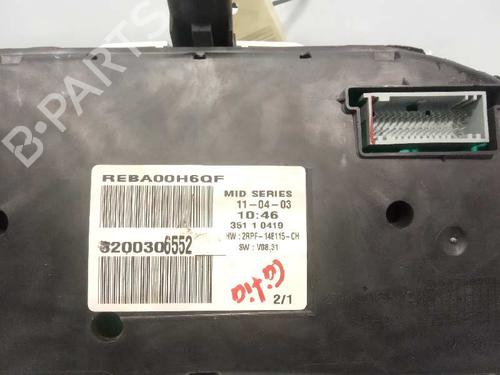 B-PARTS
REBA00H6QF
MID SERIES
11-04-03
10:46
351 1 0419
HW : 2RPF-148115-CH
SW : V08.31
8200306552
2/1